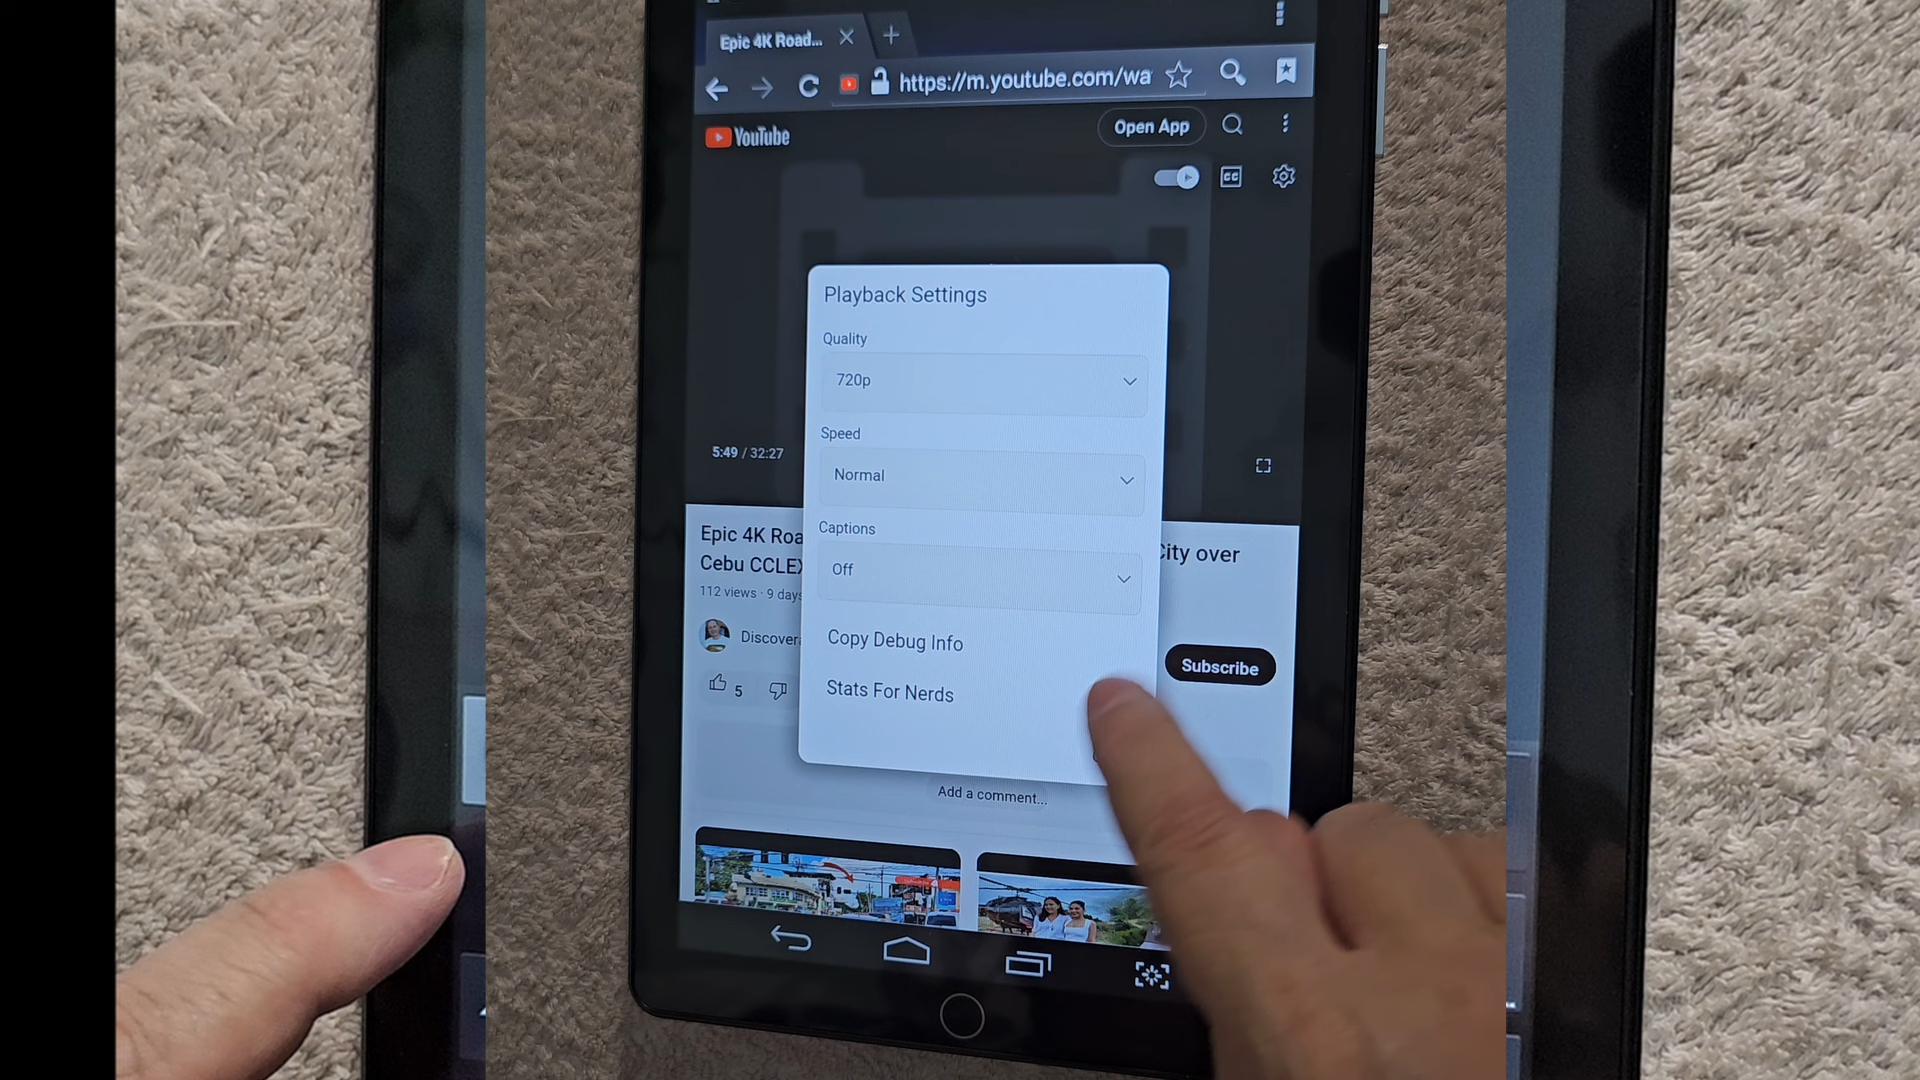 Epic 4K Road...
https://m.youtube.com/wa
YouTube
Open App
CC
Playback Settings
Quality
720p
Speed
Normal
Captions
Off
Copy Debug Info
Stats For Nerds
5:49 / 32:27
Epic 4K Roa
City over
Cebu CCLEX
112 views · 9 days
Discover
Subscribe
5
Add a comment...